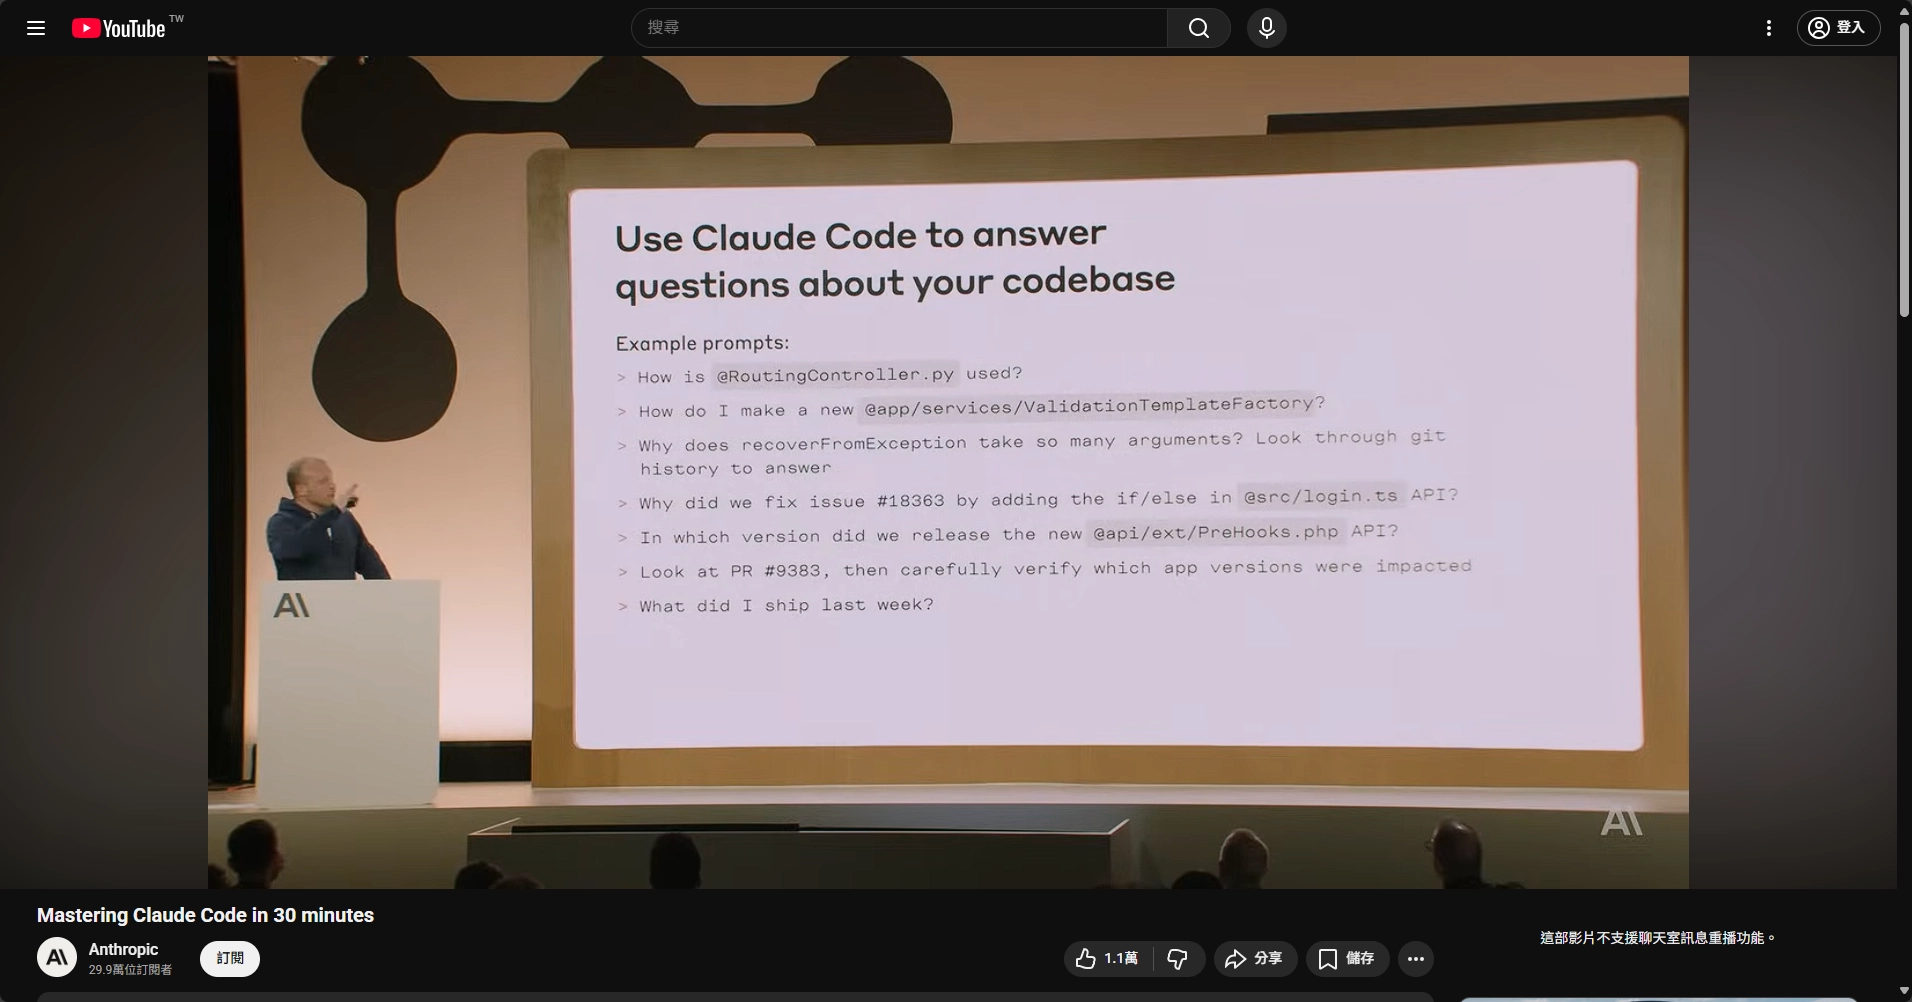 YouTube TW
搜尋
登入
Use Claude Code to answer
questions about your codebase
Example prompts:
> How is @RoutingController.py used?
> How do I make a new @app/services/ValidationTemplateFactory?
> Why does recoverFromException take so many arguments? Look through git
history to answer
> Why did we fix issue #18363 by adding the if/else in @src/login.ts API?
> In which version did we release the new @api/ext/PreHooks.php API?
> Look at PR #9383, then carefully verify which app versions were impacted
> What did I ship last week?
A\
A\
Mastering Claude Code in 30 minutes
A\
Anthropic
29.9萬位訂閱者
訂閱
1.1萬
分享
儲存
這部影片不支援聊天室訊息重播功能。